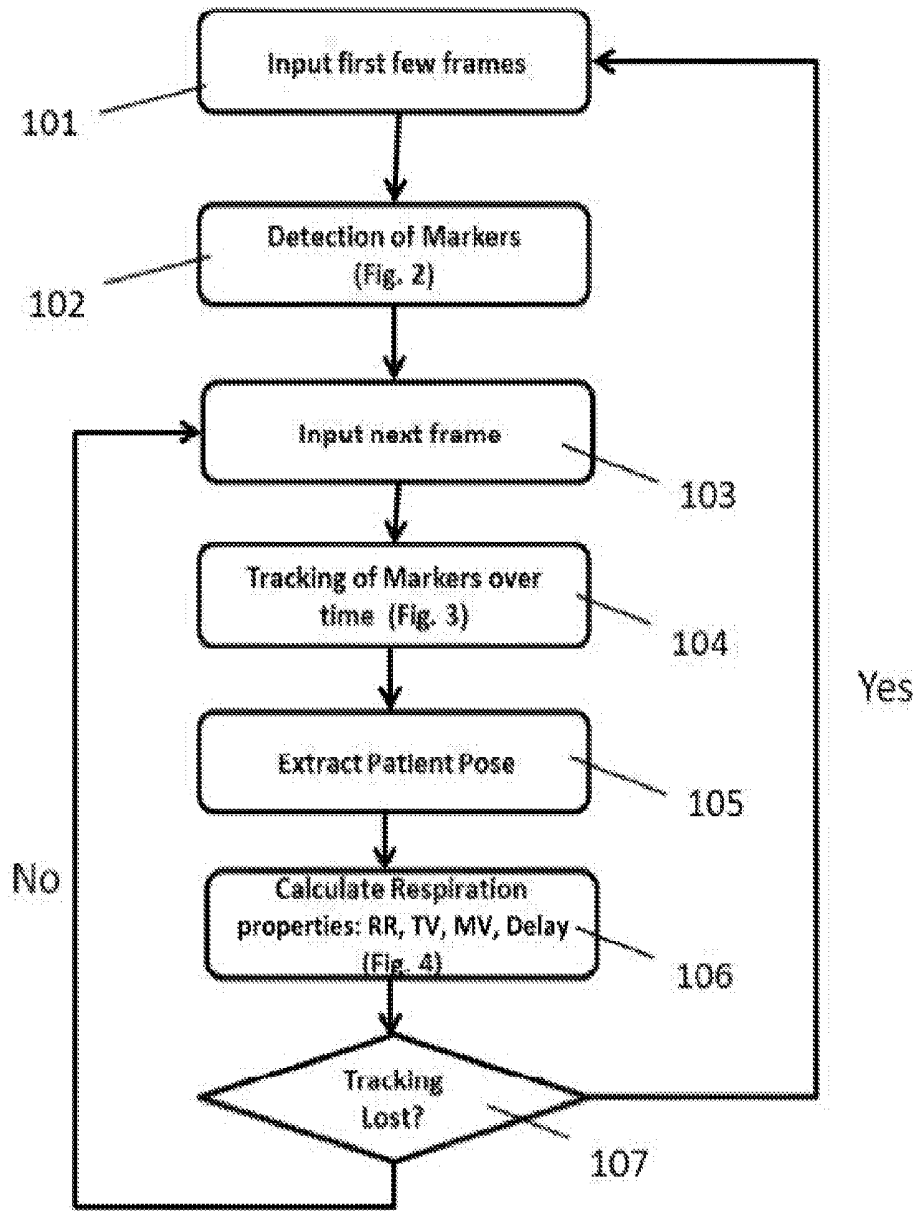 Input first few frames
101
Detection of Markers
(Fig. 2)
102
Input next frame
103
Tracking of Markers over
time (Fig. 3)
104
Yes
Extract Patient Pose
105
No
Calculate Respiration
properties: RR, TV, MV, Delay
(Fig. 4)
106
Tracking
Lost?
107